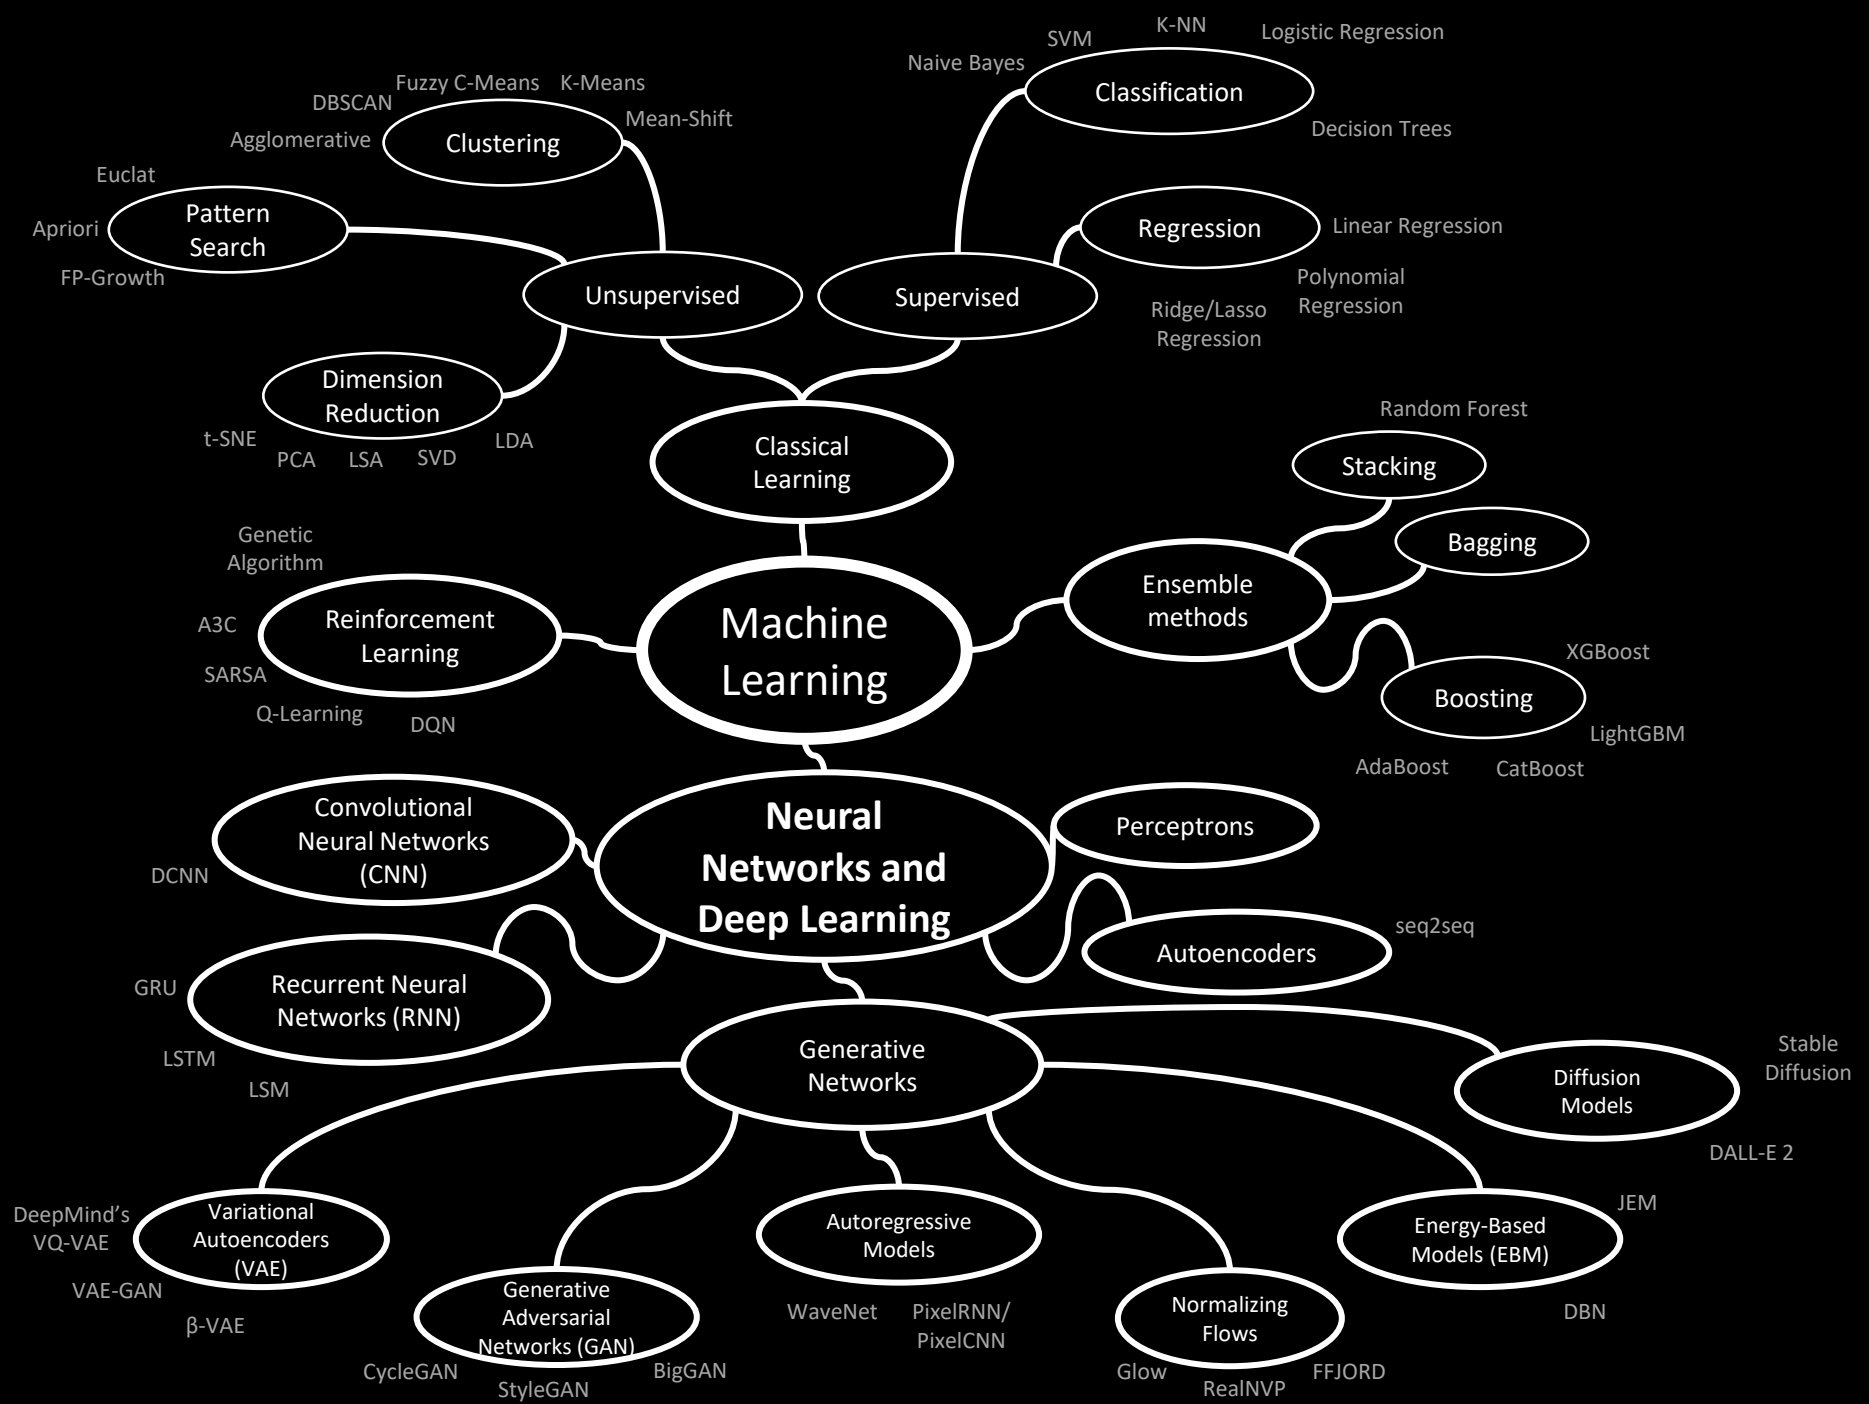 K-NN
Logistic Regression
SVM
Naive Bayes
Classification
Decision Trees
Fuzzy C-Means
K-Means
DBSCAN
Mean-Shift
Agglomerative
Clustering
Euclat
Pattern
Search
Apriori
FP-Growth
Unsupervised
Supervised
Regression
Linear Regression
Polynomial
Regression
Ridge/Lasso
Regression
Dimension
Reduction
t-SNE
PCA
LSA
SVD
LDA
Classical
Learning
Random Forest
Stacking
Bagging
Ensemble
methods
Genetic
Algorithm
Reinforcement
Learning
A3C
SARSA
Q-Learning
DQN
Machine
Learning
XGBoost
Boosting
LightGBM
AdaBoost
CatBoost
Convolutional
Neural Networks
(CNN)
DCNN
Neural
Networks and
Deep Learning
Perceptrons
seq2seq
Autoencoders
Recurrent Neural
Networks (RNN)
GRU
LSTM
LSM
Generative
Networks
Diffusion
Models
Stable
Diffusion
DALL-E 2
DeepMind’s
VQ-VAE
Variational
Autoencoders
(VAE)
VAE-GAN
β-VAE
Generative
Adversarial
Networks (GAN)
CycleGAN
StyleGAN
BigGAN
Autoregressive
Models
WaveNet
PixelRNN/
PixelCNN
Normalizing
Flows
Glow
RealNVP
FFJORD
JEM
Energy-Based
Models (EBM)
DBN